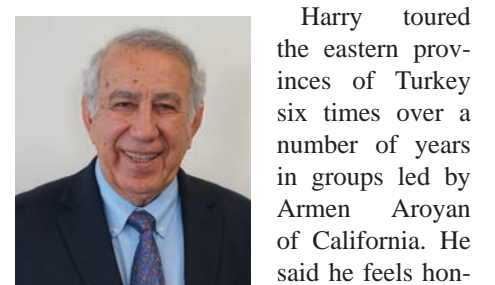 Harry toured
the eastern prov-
inces of Turkey
six times over a
number of years
in groups led by
Armen Aroyan
of California. He
said he feels hon-